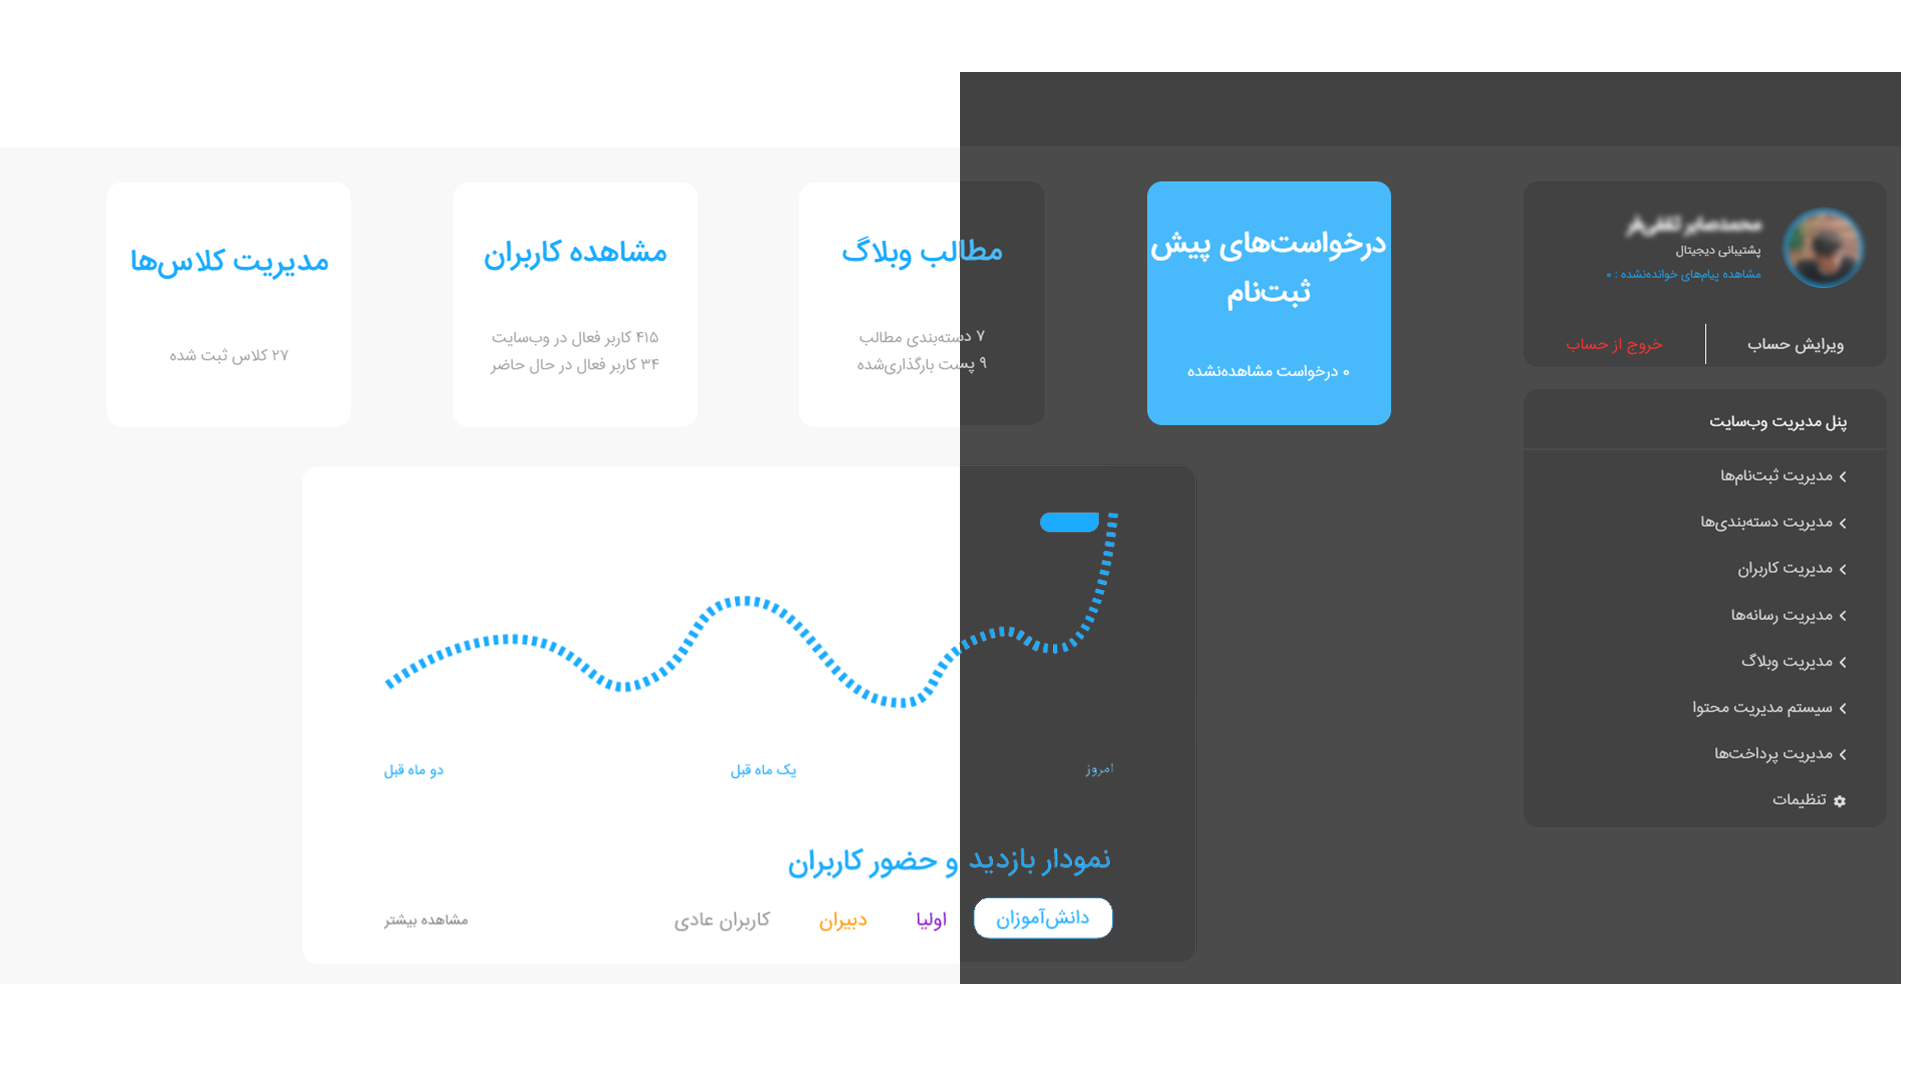 پشتیبانی دیجیتال
مشاهده پیام‌های خوانده‌نشده : ۰
ویرایش حساب
خروج از حساب
پنل مدیریت وب‌سایت
مدیریت ثبت‌نام‌ها
مدیریت دسته‌بندی‌ها
مدیریت کاربران
مدیریت رسانه‌ها
مدیریت وبلاگ
سیستم مدیریت محتوا
مدیریت پرداخت‌ها
تنظیمات
درخواست‌های پیش
ثبت‌نام
۰ درخواست مشاهده‌نشده
مطالب وبلاگ
۷ دسته‌بندی مطالب
۹ پست بارگذاری‌شده
مشاهده کاربران
۴۱۵ کاربر فعال در وب‌سایت
۳۴ کاربر فعال در حال حاضر
مدیریت کلاس‌ها
۲۷ کلاس ثبت شده
امروز
یک ماه قبل
دو ماه قبل
نمودار بازدید و حضور کاربران
دانش‌آموزان
اولیا
دبیران
کاربران عادی
مشاهده بیشتر